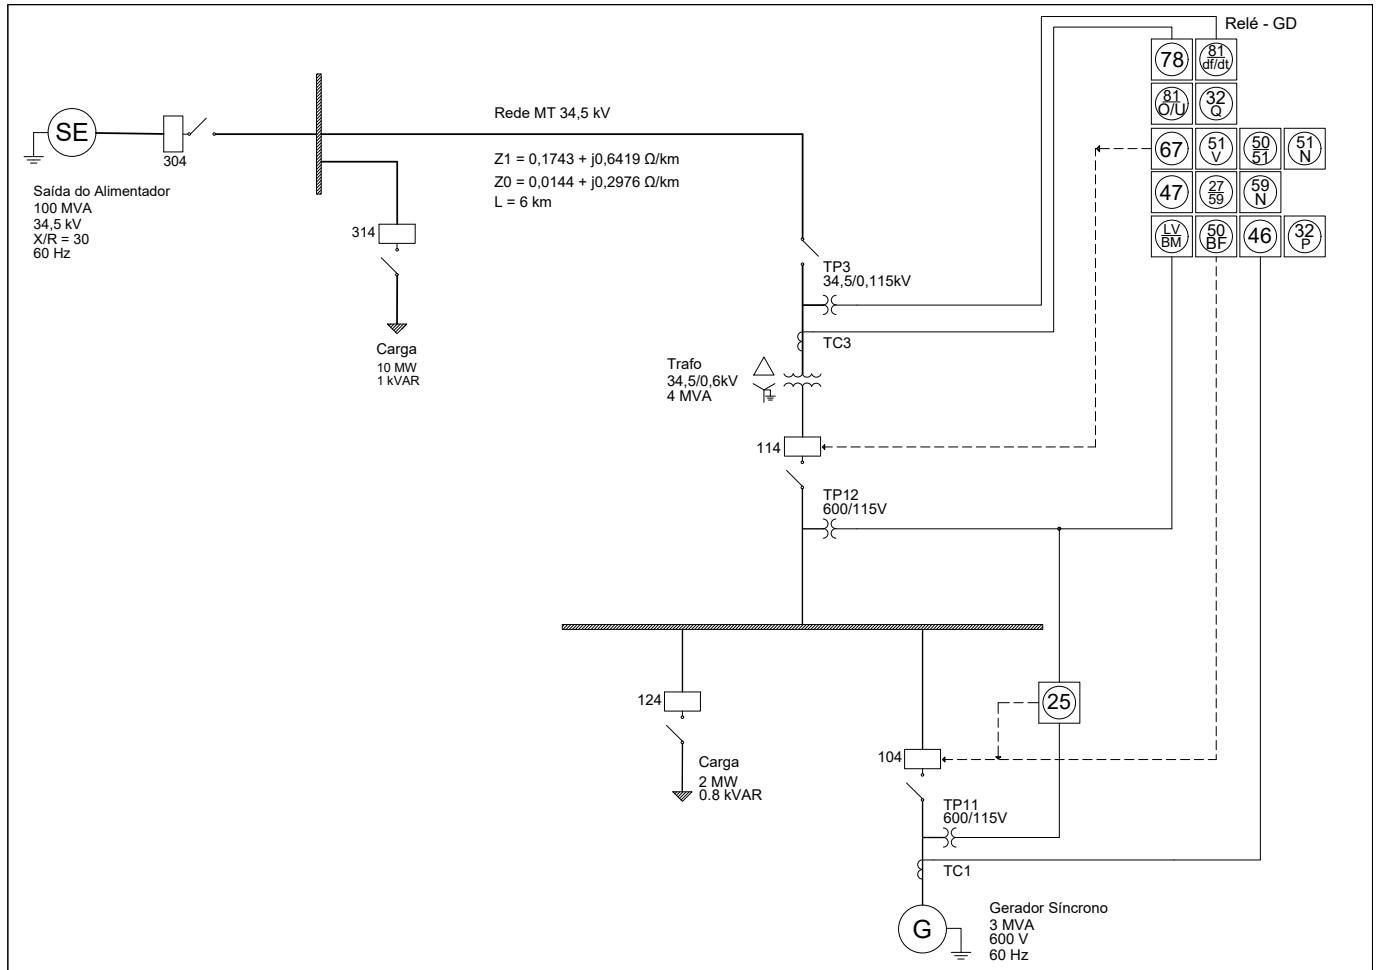 Relé - GD
78
81
df/dt
81
O/U
32
Q
67
51
V
50
51
51
N
47
27
59
59
N
LV
BM
50
BF
46
32
P
SE
304
Saída do Alimentador
100 MVA
34,5 kV
X/R = 30
60 Hz
Rede MT 34,5 kV
Z1 = 0,1743 + j0,6419 Ω/km
Z0 = 0,0144 + j0,2976 Ω/km
L = 6 km
314
Carga
10 MW
1 kVAR
TP3
34,5/0,115kV
TC3
Trafo
34,5/0,6kV
4 MVA
114
TP12
600/115V
124
Carga
2 MW
0.8 kVAR
25
104
TP11
600/115V
TC1
G
Gerador Síncrono
3 MVA
600 V
60 Hz